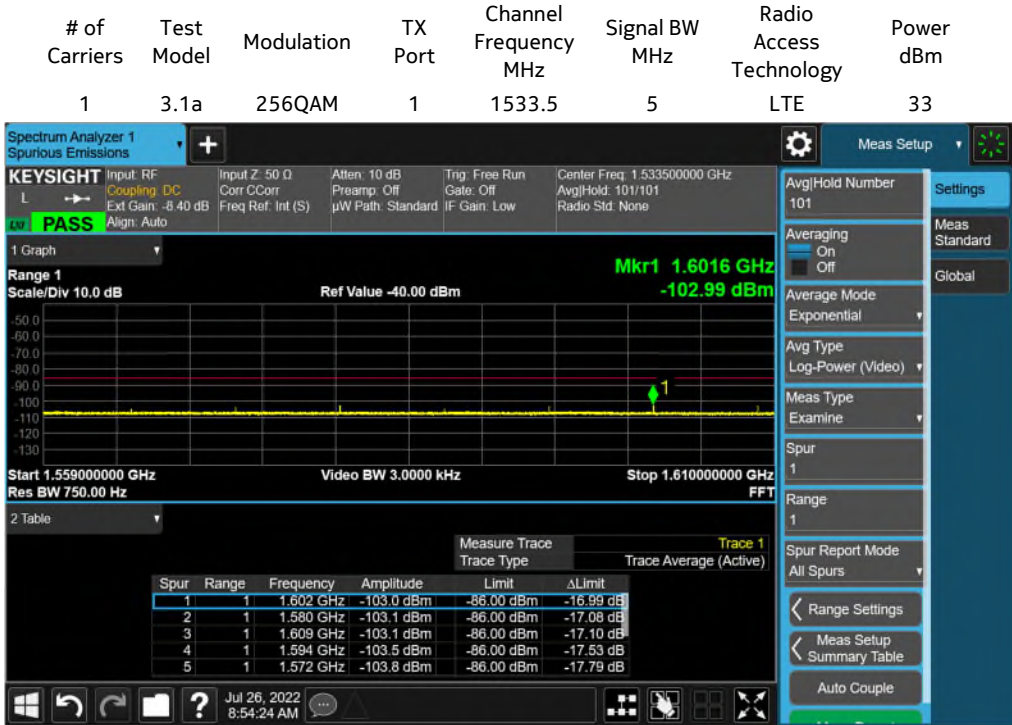 # of Carriers Test Model Modulation TX Port Channel Frequency MHz Signal BW MHz Radio Access Technology Power dBm
1 3.1a 256QAM 1 1533.5 5 LTE 33
Spectrum Analyzer 1
Spurious Emissions
+
Meas Setup
KEYSIGHT
L
LXI
PASS
Input: RF
Coupling: DC
Ext Gain: -8.40 dB
Align: Auto
Input Z: 50 Ω
Corr CCorr
Freq Ref: Int (S)
Atten: 10 dB
Preamp: Off
µW Path: Standard
Trig: Free Run
Gate: Off
IF Gain: Low
Center Freq: 1.533500000 GHz
Avg|Hold: 101/101
Radio Std: None
1 Graph
Range 1
Scale/Div 10.0 dB
Ref Value -40.00 dBm
Mkr1 1.6016 GHz
-102.99 dBm
-50.0
-60.0
-70.0
-80.0
-90.0
-100
-110
-120
-130
1
Start 1.559000000 GHz
Res BW 750.00 Hz
Video BW 3.0000 kHz
Stop 1.610000000 GHz
FFT
2 Table
Measure Trace Trace 1
Trace Type Trace Average (Active)
Spur Range Frequency Amplitude Limit ΔLimit
1 1 1.602 GHz -103.0 dBm -86.00 dBm -16.99 dB
2 1 1.580 GHz -103.1 dBm -86.00 dBm -17.08 dB
3 1 1.609 GHz -103.1 dBm -86.00 dBm -17.10 dB
4 1 1.594 GHz -103.5 dBm -86.00 dBm -17.53 dB
5 1 1.572 GHz -103.8 dBm -86.00 dBm -17.79 dB
Avg|Hold Number
101
Averaging
On
Off
Average Mode
Exponential
Avg Type
Log-Power (Video)
Meas Type
Examine
Spur
1
Range
1
Spur Report Mode
All Spurs
Range Settings
Meas Setup
Summary Table
Auto Couple
Settings
Meas
Standard
Global
?
Jul 26, 2022
8:54:24 AM